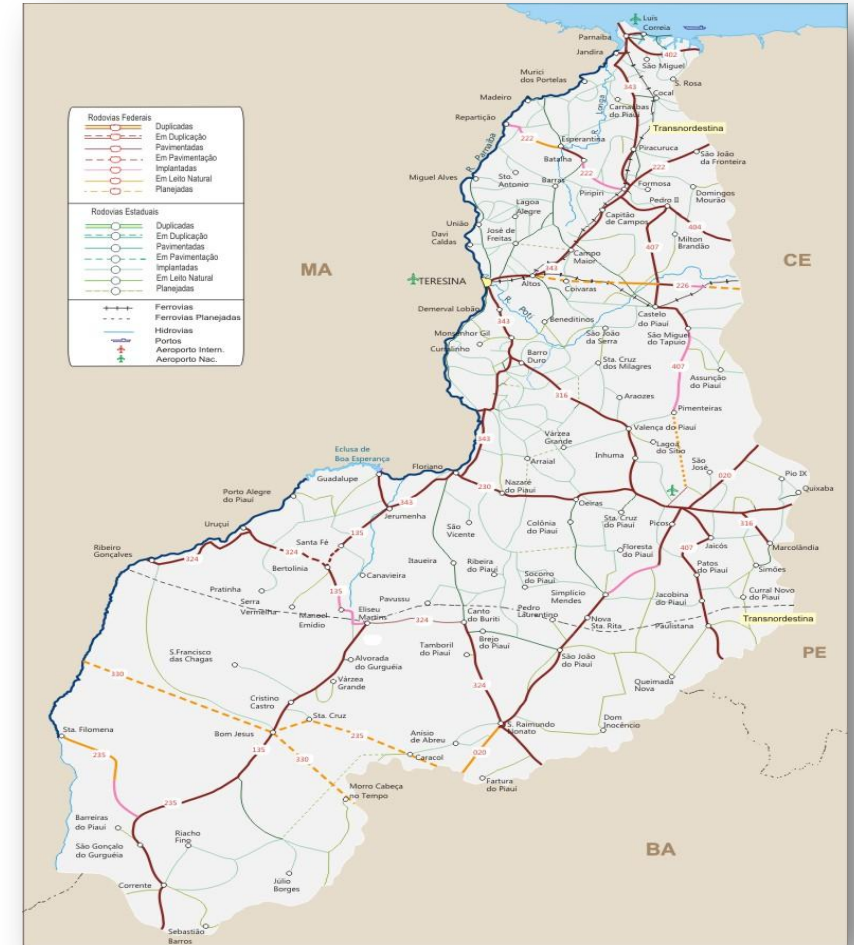 Luís
Correia
Parnaíba
402
Jandira
São Miguel
S. Rosa
Murici
dos Portelas
343
Cocal
Madeiro
R. Longa
Carnaúbas
do Piauí
Rodovias Federais
Duplicadas
Em Duplicação
Pavimentadas
Em Pavimentação
Implantadas
Em Leito Natural
Planejadas
Repartição
Transnordestina
222
Esperantina
R. Parnaíba
Batalha
Piracuruca
São João
da Fronteira
222
222
Miguel Alves
Sto.
Antonio
Barras
Piripiri
Formosa
Domingos
Mourão
Pedro II
Rodovias Estaduais
Duplicadas
Em Duplicação
Pavimentadas
Em Pavimentação
Implantadas
Em Leito Natural
Planejadas
Lagoa
Alegre
Capitão
de Campos
União
José de
Freitas
404
Davi
Caldas
407
Milton
Brandão
Campo
Maior
MA
CE
343
TERESINA
Altos
Coivaras
226
Ferrovias
Ferrovias Planejadas
Hidrovias
Portos
Aeroporto Intern.
Aeroporto Nac.
R. Poti
Demerval Lobão
Castelo
do Piauí
343
Beneditinos
Monsenhor Gil
São João
da Serra
São Miguel
do Tapuio
Curralinho
Barro
Duro
Sta. Cruz
dos Milagres
407
Assunção
do Piauí
316
Araozes
Pimenteiras
Valença do Piauí
343
Várzea
Grande
Lagoa
do Sítio
Eclusa de
Boa Esperança
Inhuma
Arraial
São
José
Floriano
020
Pio IX
Guadalupe
230
Nazaré
do Piauí
Quixaba
Porto Alegre
do Piauí
343
Oeiras
Jerumenha
Sta. Cruz
do Piauí
Picos
316
Uruçuí
São
Vicente
Colônia
do Piauí
135
Santa Fé
407
Jaicós
Marcolândia
Ribeiro
Gonçalves
324
324
Floresta
do Piauí
Itaueira
Ribeira
do Piauí
Patos
do Piauí
Simões
Bertolínia
Canavieira
Socorro
do Piauí
Pratinha
135
Simplício
Mendes
Jacobina
do Piauí
Curral Novo
do Piauí
Serra
Vermelha
Manoel
Emídio
Eliseu
Martins
Pavussu
Canto
do Buriti
Pedro
Laurentino
Nova
Sta. Rita
Paulistana
Transnordestina
324
Brejo
do Piauí
S.Francisco
das Chagas
Alvorada
do Gurguéia
Tamboril
do Piauí
São João
do Piauí
PE
330
Várzea
Grande
324
Queimada
Nova
Cristino
Castro
Sta. Cruz
Dom
Inocêncio
Sta. Filomena
Bom Jesus
235
Anísio
de Abreu
S. Raimundo
Nonato
235
135
330
Caracol
020
Fartura
do Piauí
Morro Cabeça
no Tempo
235
Barreiras
do Piauí
Riacho
Fino
BA
São Gonçalo
do Gurguéia
Corrente
Júlio
Borges
Sebastião
Barros